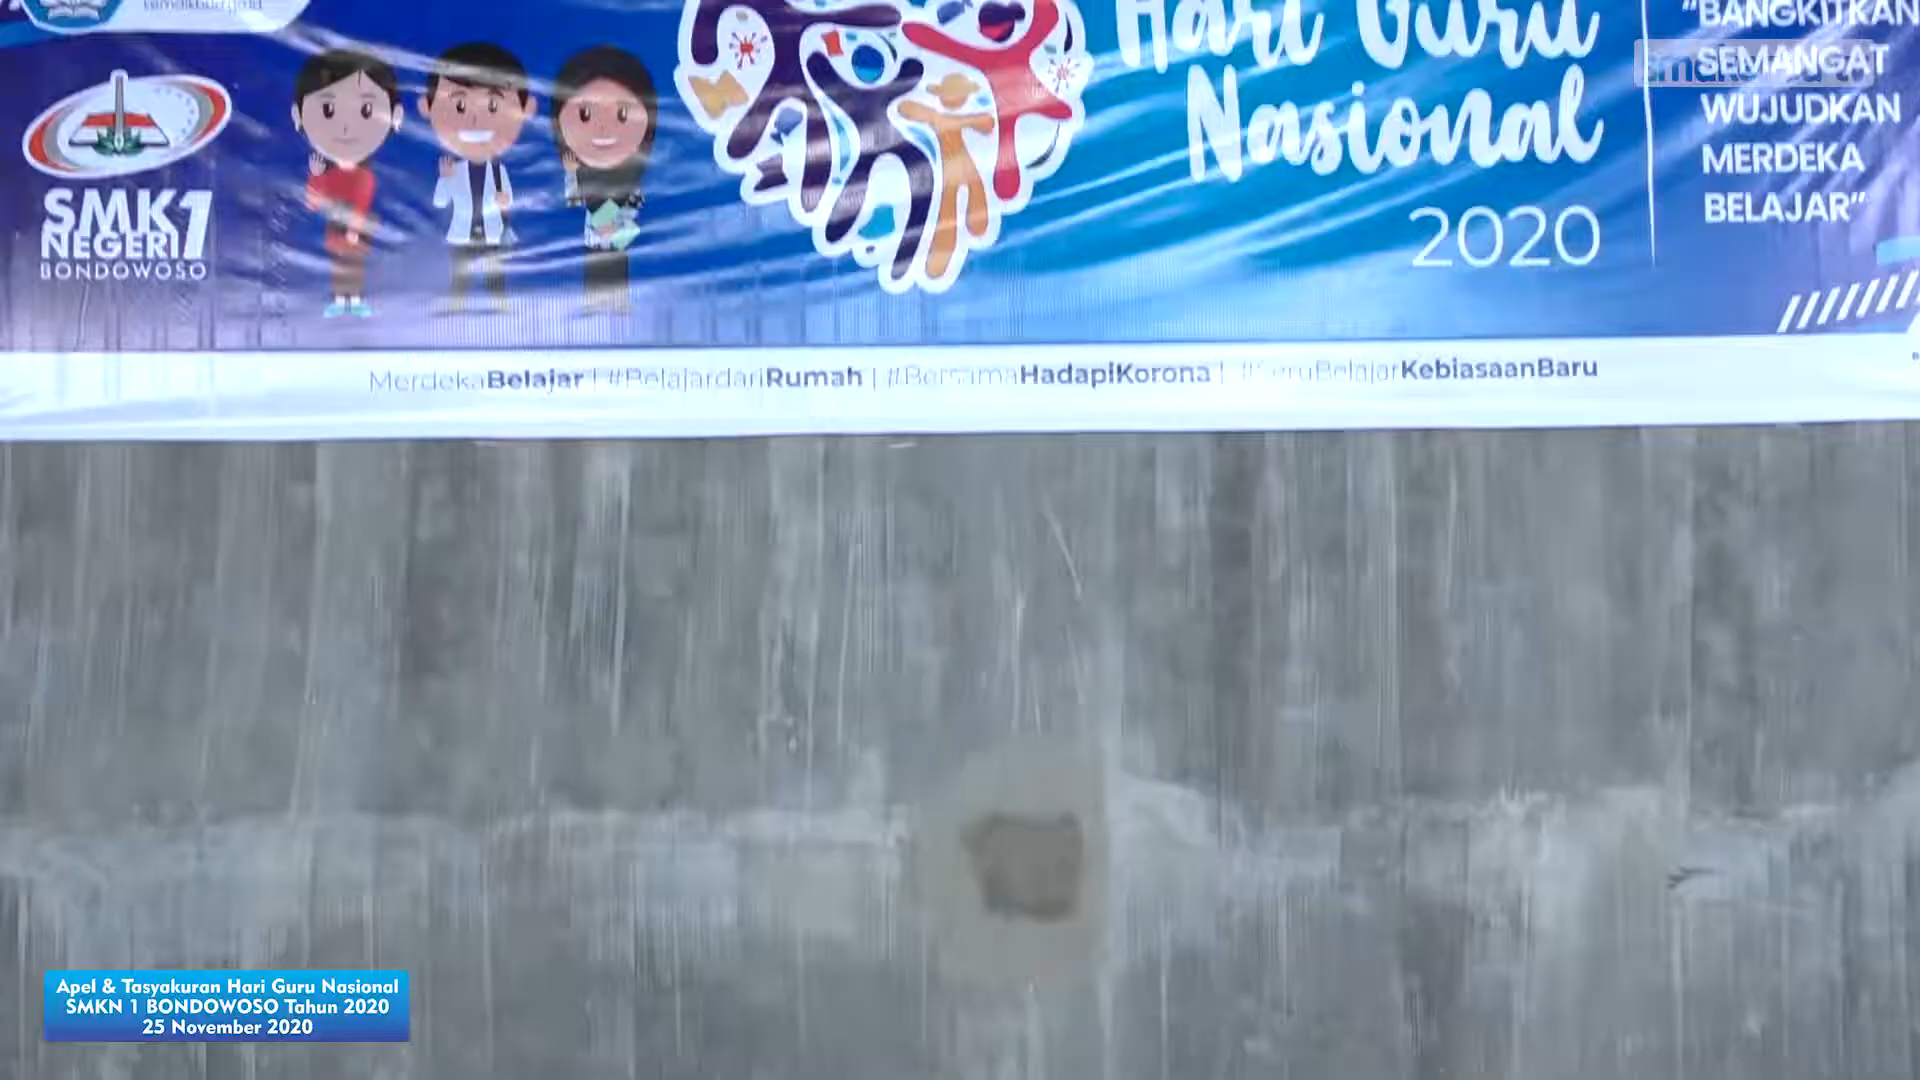 Hari Guru
Nasional
2020
"BANGKITKAN
SEMANGAT
WUJUDKAN
MERDEKA
BELAJAR"
SMK
NEGERI 1
BONDOWOSO
MerdekaBelajar | #BelajardariRumah | #BersamaHadapiKorona | #GuruBelajarKebiasaanBaru
Apel & Tasyakuran Hari Guru Nasional
SMKN 1 BONDOWOSO Tahun 2020
25 November 2020